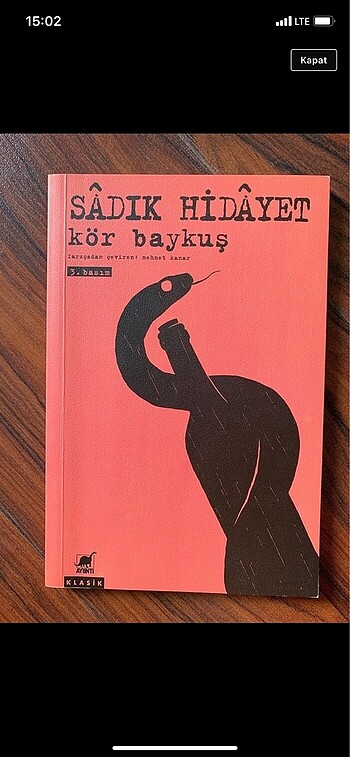 15:02
LTE
Kapat
SÂDIK HİDÂYET
kör baykuş
farsçadan çeviren: mehmet kanar
3. basım
AYRINTI
KLASİK